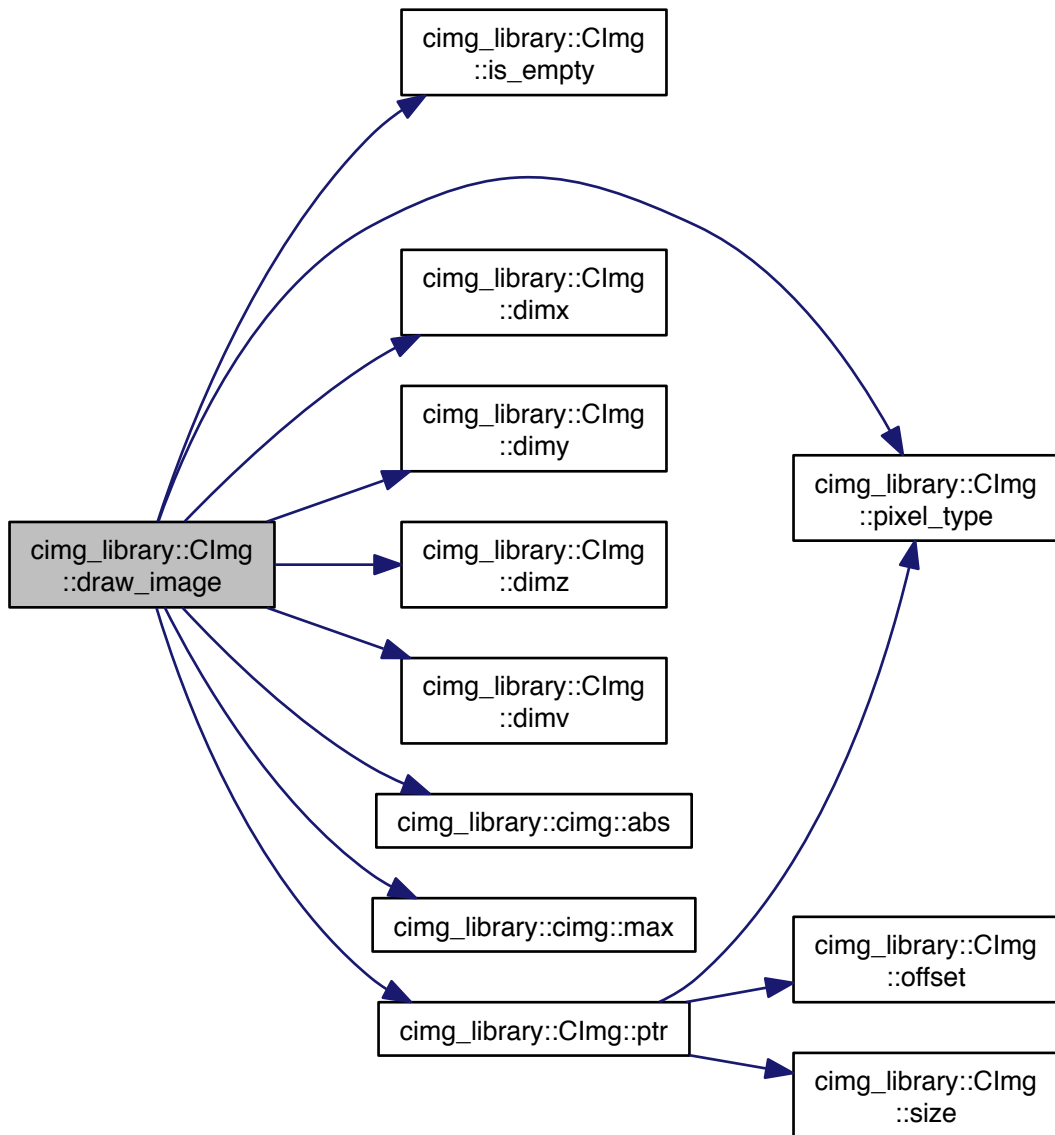 cimg_library::CImg
::is_empty
cimg_library::CImg
::dimx
cimg_library::CImg
::dimy
cimg_library::CImg
::pixel_type
cimg_library::CImg
::draw_image
cimg_library::CImg
::dimz
cimg_library::CImg
::dimv
cimg_library::cimg::abs
cimg_library::cimg::max
cimg_library::CImg
::offset
cimg_library::CImg::ptr
cimg_library::CImg
::size